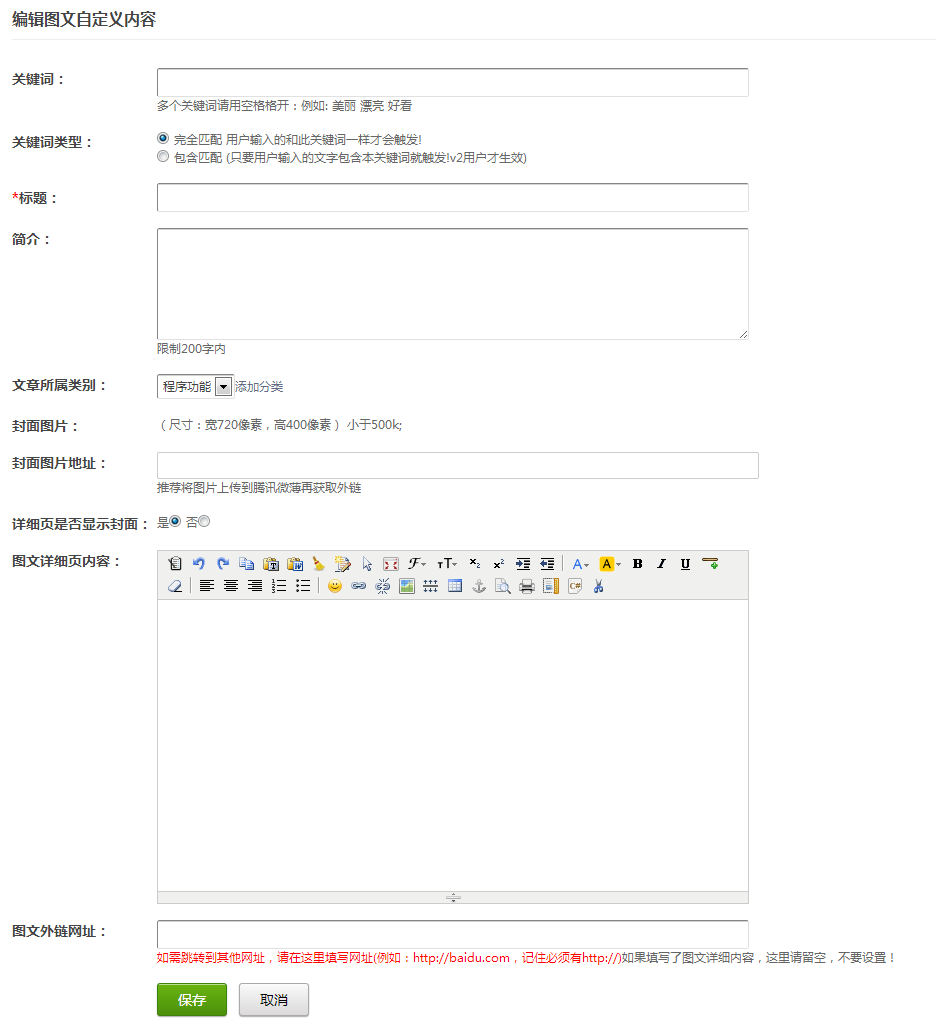 编辑图文自定义内容
关键词：
多个关键词请用空格格开：例如: 美丽 漂亮 好看
关键词类型：
完全匹配 用户输入的和此关键词一样才会触发!
包含匹配 (只要用户输入的文字包含本关键词就触发!v2用户才生效)
*标题：
简介：
限制200字内
文章所属类别：
程序功能 添加分类
封面图片：
（尺寸：宽720像素，高400像素） 小于500k;
封面图片地址：
推荐将图片上传到腾讯微薄再获取外链
详细页是否显示封面： 是 否
图文详细页内容：
图文外链网址：
如需跳转到其他网址，请在这里填写网址(例如：http://baidu.com，记住必须有http://)如果填写了图文详细内容，这里请留空，不要设置！
保存 取消